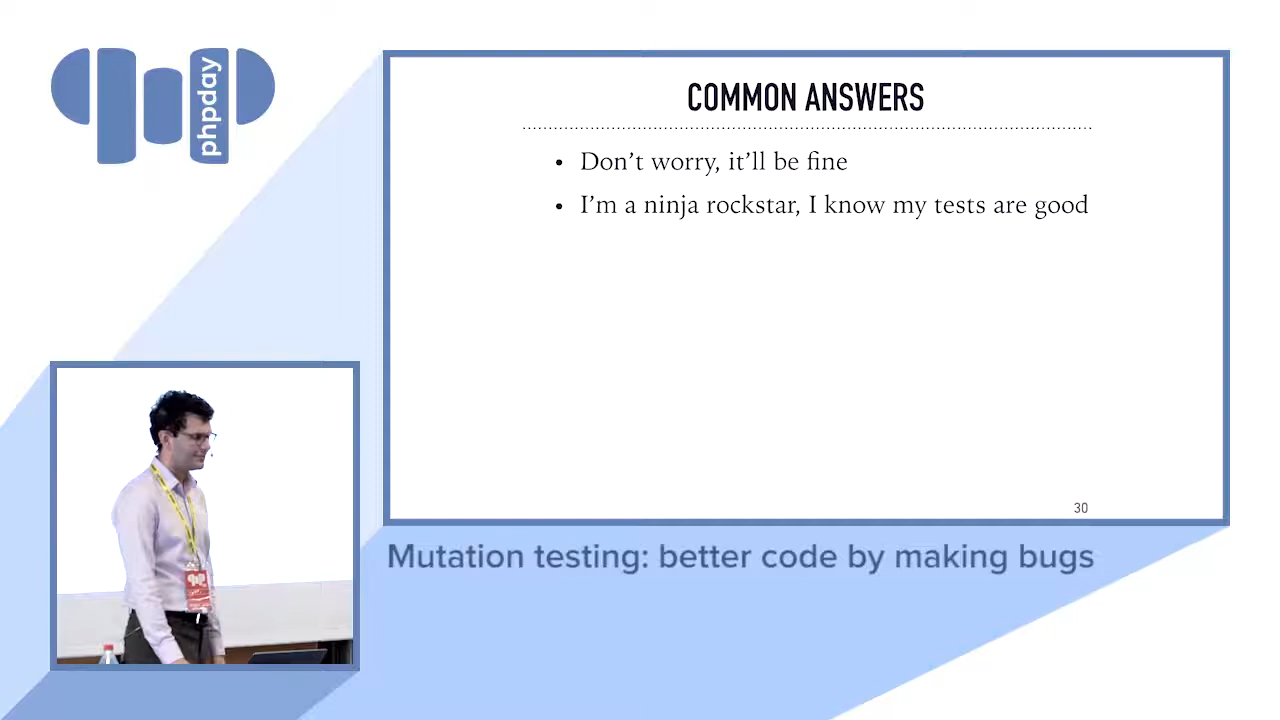 phpday
COMMON ANSWERS
• Don’t worry, it’ll be fine
• I’m a ninja rockstar, I know my tests are good
30
Mutation testing: better code by making bugs